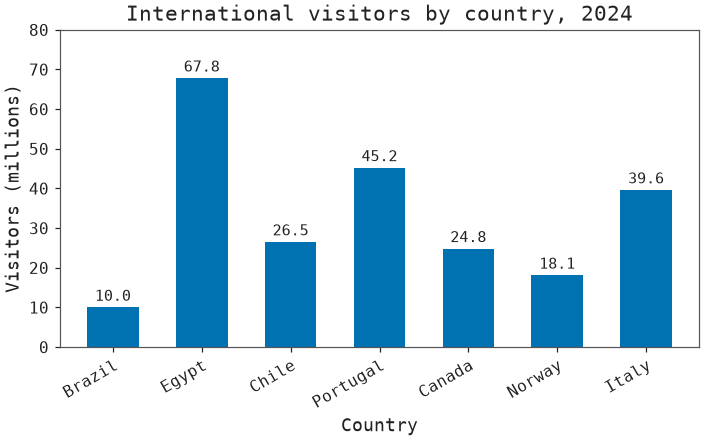 International visitors by country, 2024
Visitors (millions)
80
70
60
50
40
30
20
10
0
10.0
67.8
26.5
45.2
24.8
18.1
39.6
Brazil
Egypt
Chile
Portugal
Canada
Norway
Italy
Country